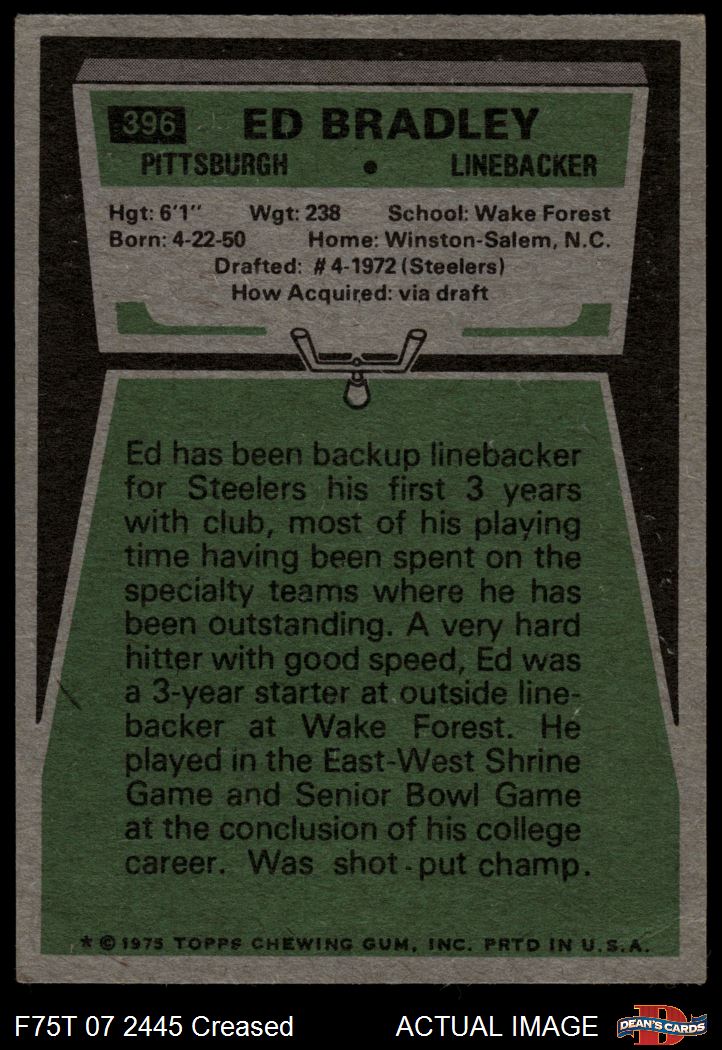 396 ED BRADLEY
PITTSBURGH • LINEBACKER
Hgt: 6'1" Wgt: 238 School: Wake Forest
Born: 4-22-50 Home: Winston-Salem, N.C.
Drafted: #4-1972 (Steelers)
How Acquired: via draft
Ed has been backup linebacker
for Steelers his first 3 years
with club, most of his playing
time having been spent on the
specialty teams where he has
been outstanding. A very hard
hitter with good speed, Ed was
a 3-year starter at outside line-
backer at Wake Forest. He
played in the East-West Shrine
Game and Senior Bowl Game
at the conclusion of his college
career. Was shot-put champ.
* © 1975 TOPPS CHEWING GUM, INC. PRTD IN U.S.A.
F75T 07 2445 Creased ACTUAL IMAGE D DEAN'S CARDS